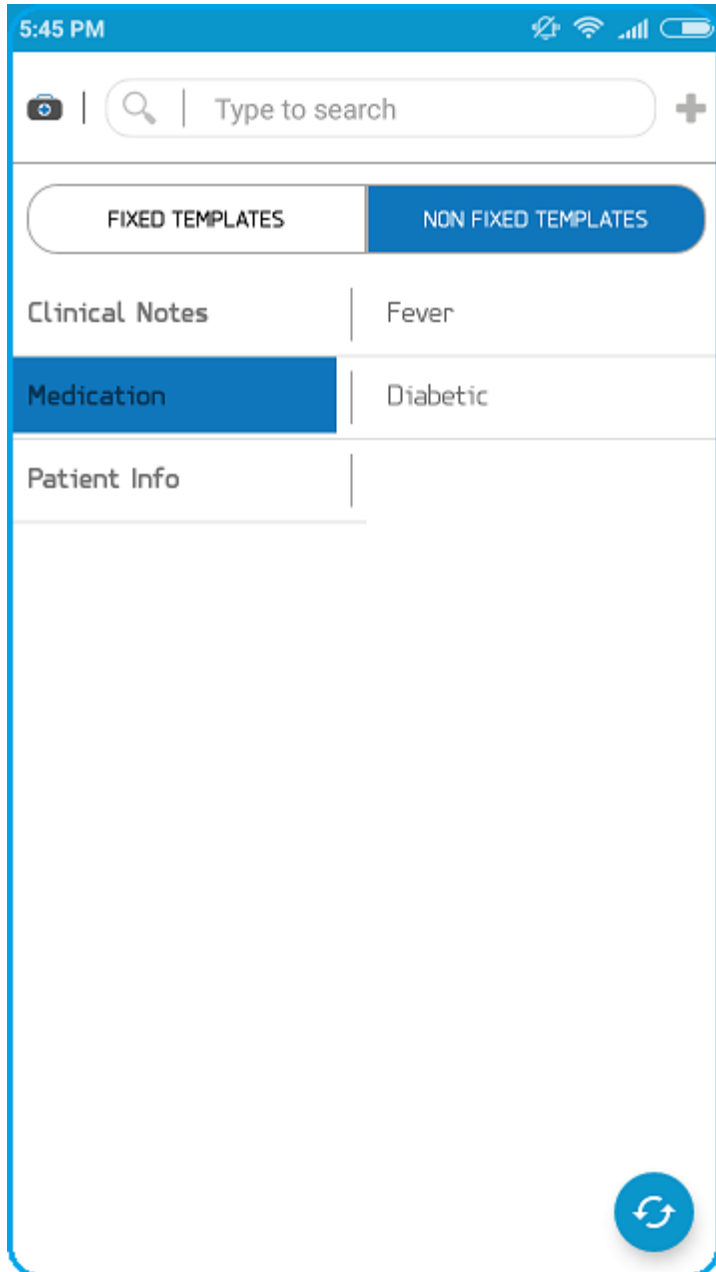 5:45 PM
Type to search
FIXED TEMPLATES
NON FIXED TEMPLATES
Clinical Notes
Fever
Medication
Diabetic
Patient Info